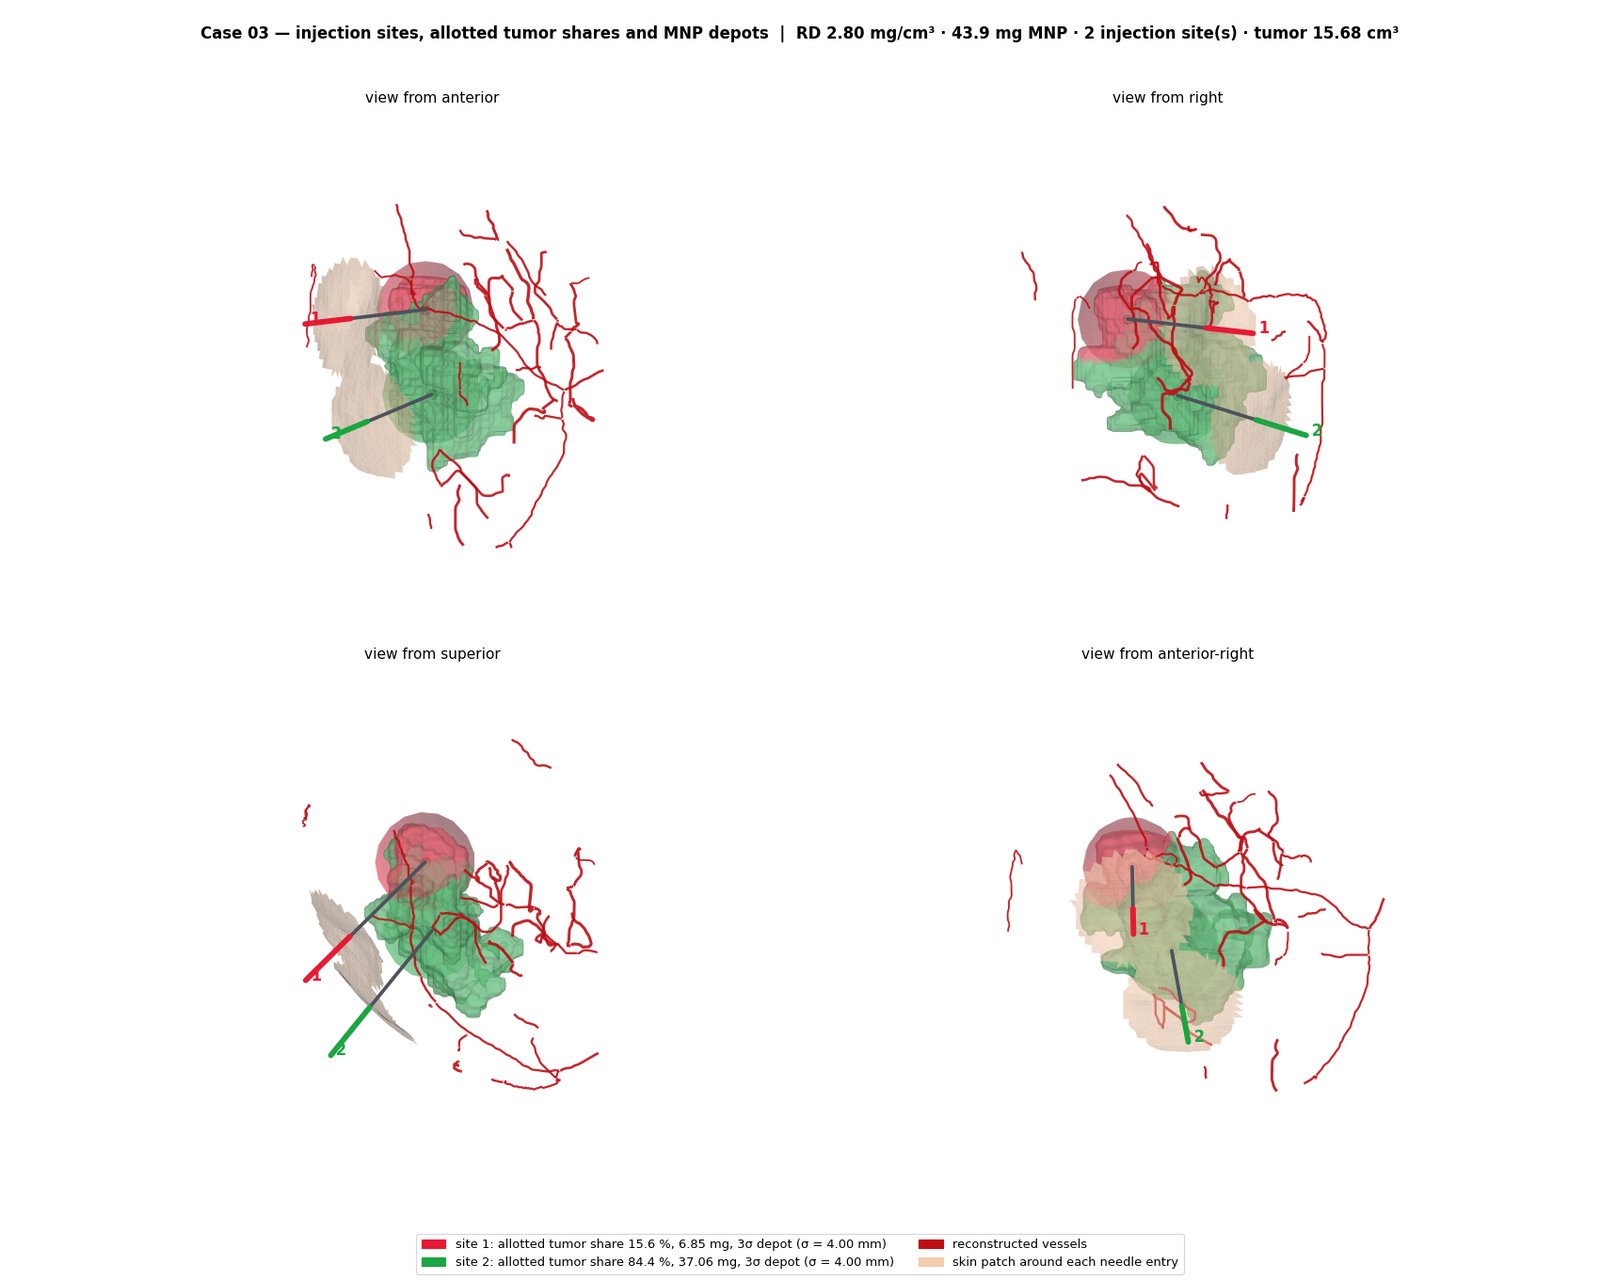 Case 03 — injection sites, allotted tumor shares and MNP depots | RD 2.80 mg/cm³ · 43.9 mg MNP · 2 injection site(s) · tumor 15.68 cm³
view from anterior
view from right
1
2
1
2
view from superior
view from anterior-right
1
2
1
2
site 1: allotted tumor share 15.6 %, 6.85 mg, 3σ depot (σ = 4.00 mm)
site 2: allotted tumor share 84.4 %, 37.06 mg, 3σ depot (σ = 4.00 mm)
reconstructed vessels
skin patch around each needle entry